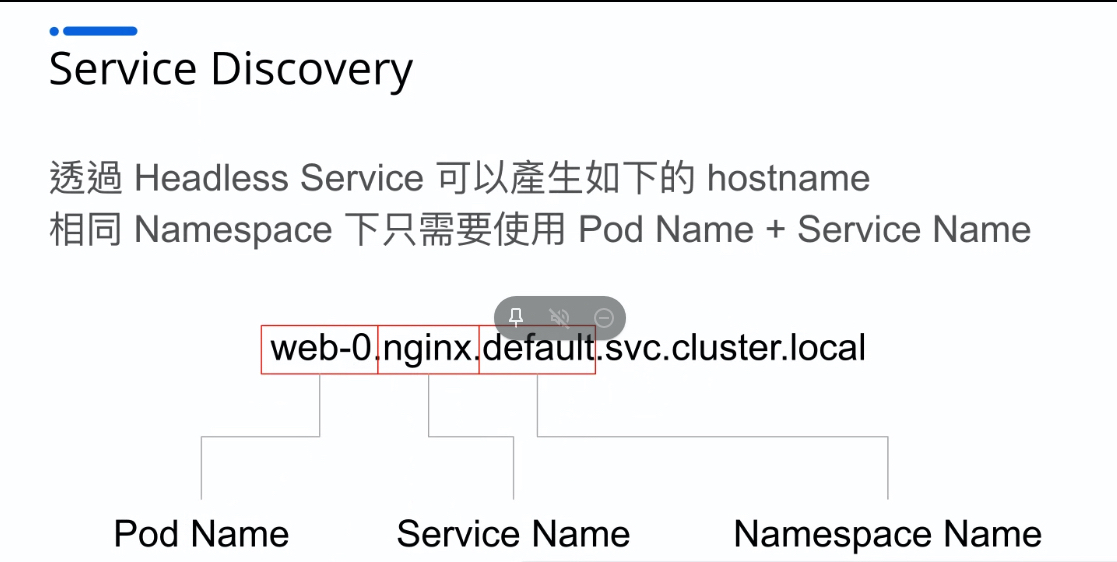 Service Discovery
透過 Headless Service 可以產生如下的 hostname
相同 Namespace 下只需要使用 Pod Name + Service Name
web-0.nginx.default.svc.cluster.local
Pod Name
Service Name
Namespace Name